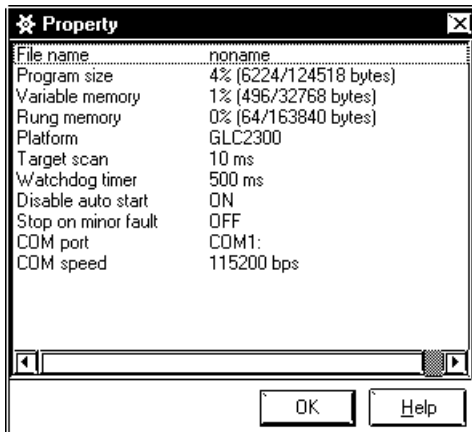 Property
File name noname
Program size 4% (6224/124518 bytes)
Variable memory 1% (496/32768 bytes)
Rung memory 0% (64/163840 bytes)
Platform GLC2300
Target scan 10 ms
Watchdog timer 500 ms
Disable auto start ON
Stop on minor fault OFF
COM port COM1:
COM speed 115200 bps
OK Help